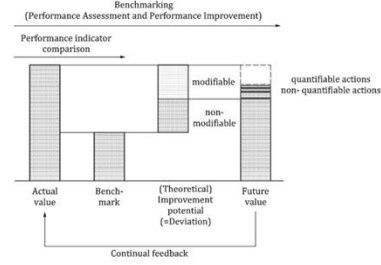 Benchmarking
(Performance Assessment and Performance Improvement)
Performance indicator
comparison
modifiable
quantifiable actions
non- quantifiable actions
non-
modifiable
Actual
value
Bench-
mark
(Theoretical)
Improvement
potential
(=Deviation)
Future
value
Continual feedback